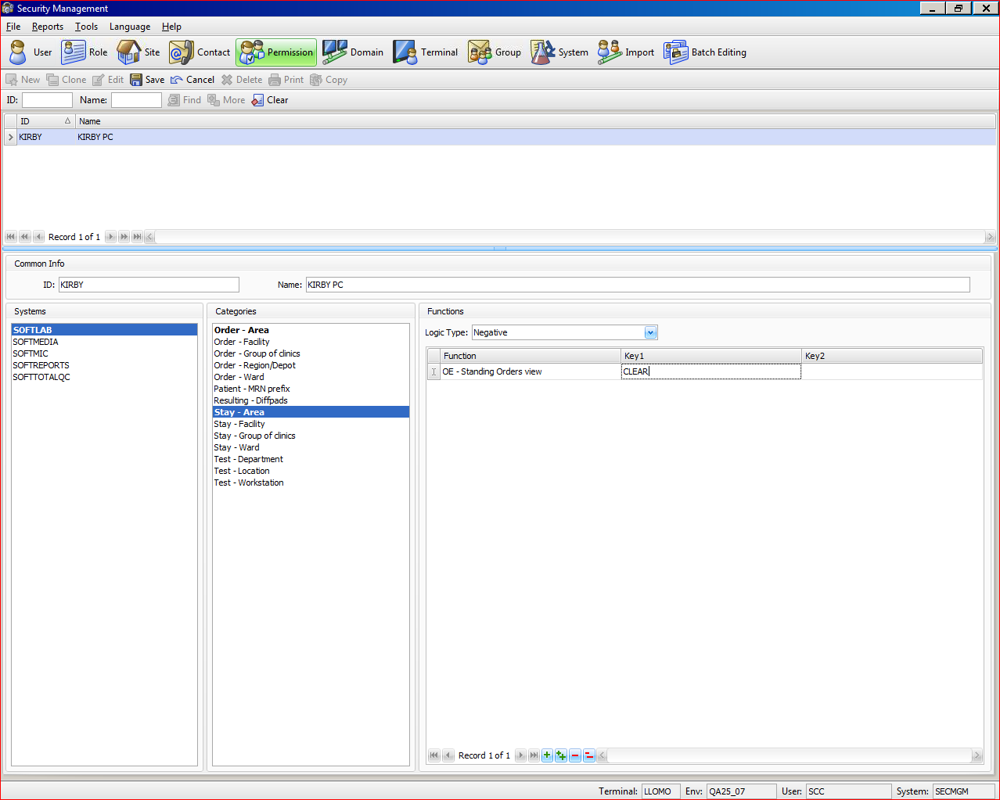 Security Management
File Reports Tools Language Help
User Role Site Contact Permission Domain Terminal Group System Import Batch Editing
New Clone Edit Save Cancel Delete Print Copy
ID: Name: Find More Clear
ID Name
KIRBY KIRBY PC
Record 1 of 1
Common Info
ID: KIRBY Name: KIRBY PC
Systems
SOFTLAB
SOFTMEDIA
SOFTMIC
SOFTREPORTS
SOFTTOTALQC
Categories
Order - Area
Order - Facility
Order - Group of clinics
Order - Region/Depot
Order - Ward
Patient - MRN prefix
Resulting - Diffpads
Stay - Area
Stay - Facility
Stay - Group of clinics
Stay - Ward
Test - Department
Test - Location
Test - Workstation
Functions
Logic Type: Negative
Function Key1 Key2
OE - Standing Orders view CLEAR
Record 1 of 1
Terminal: LLOMO Env: QA25_07 User: SCC System: SECMGM